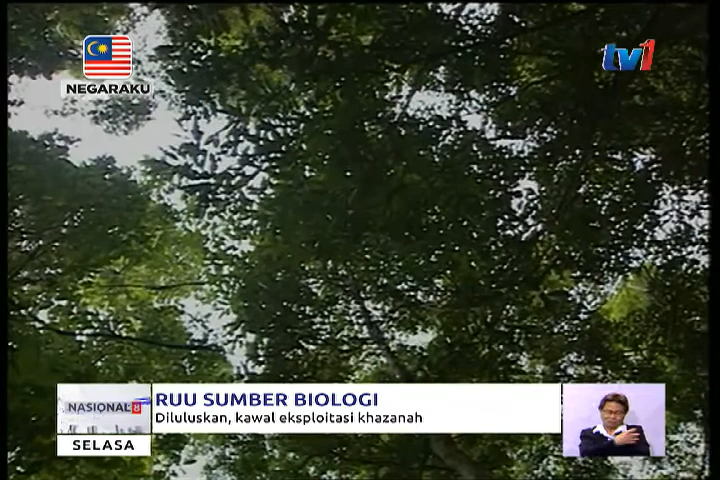 NEGARAKU
tv1
NASIONAL 8
RUU SUMBER BIOLOGI
Diluluskan, kawal eksploitasi khazanah
SELASA